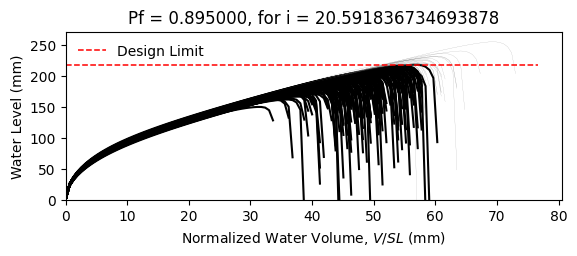 Pf = 0.895000, for i = 20.591836734693878
Design Limit
Water Level (mm)
250
200
150
100
50
0
0 10 20 30 40 50 60 70 80
Normalized Water Volume, V/SL (mm)